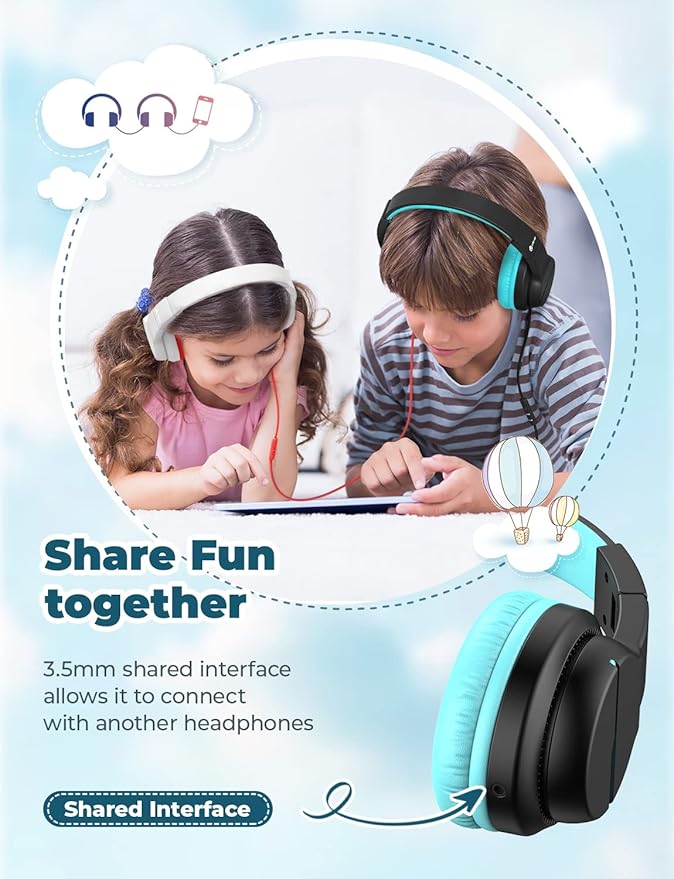 Share Fun
together
3.5mm shared interface
allows it to connect
with another headphones
Shared Interface